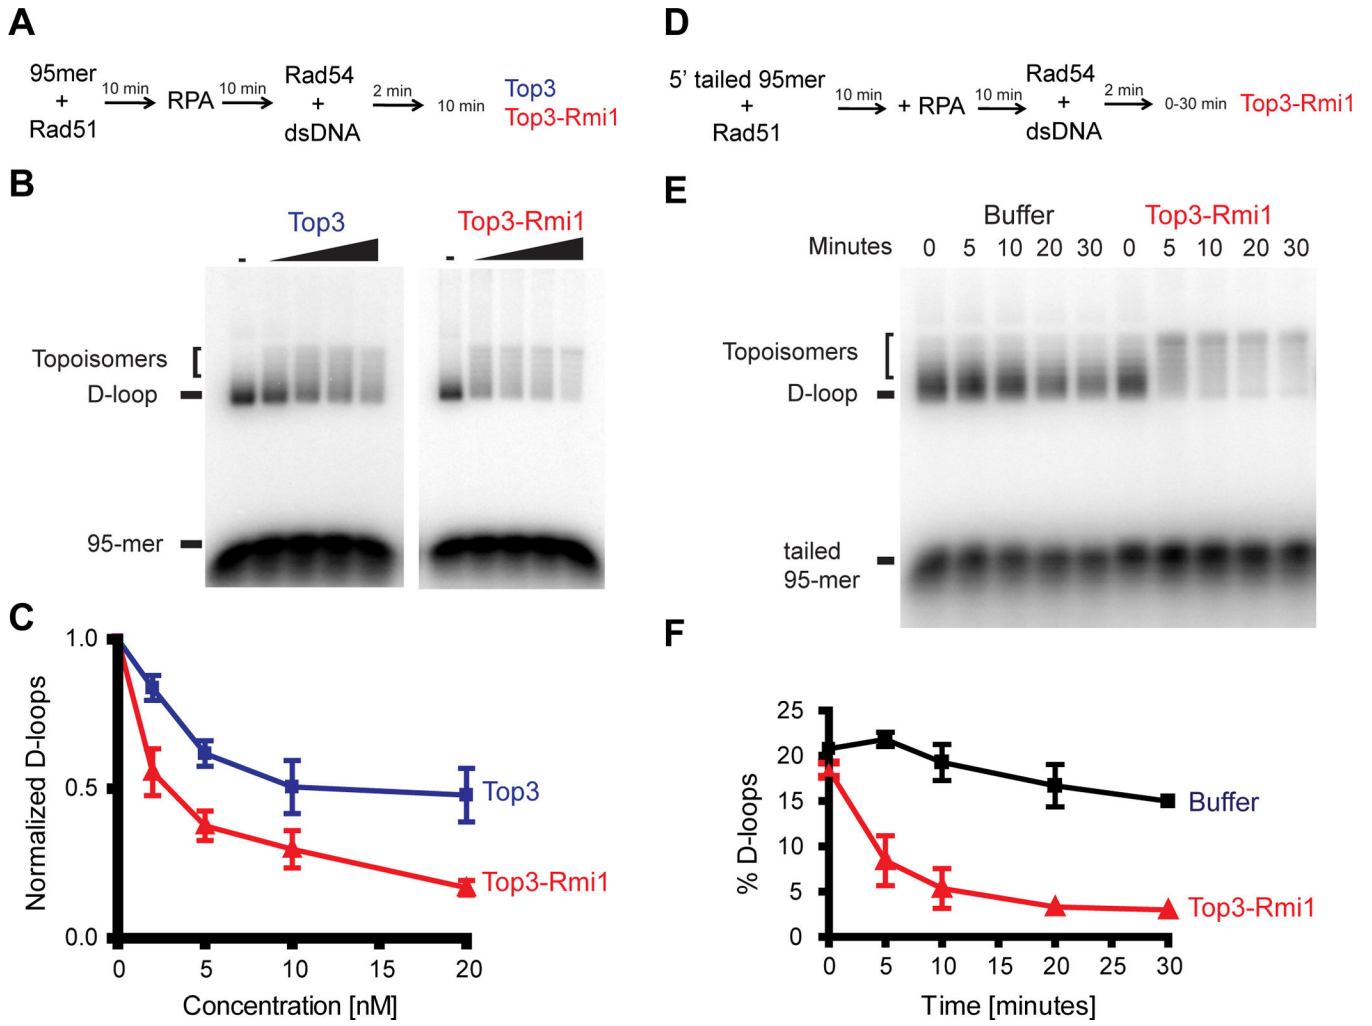 A
95mer
+
Rad51
10 min
RPA
10 min
Rad54
+
dsDNA
2 min
10 min
Top3
Top3-Rmi1
B
Top3
Top3-Rmi1
-
-
Topoisomers
D-loop
95-mer
C
Normalized D-loops
1.0
0.5
0.0
0 5 10 15 20
Concentration [nM]
Top3
Top3-Rmi1
D
5' tailed 95mer
+
Rad51
10 min
+ RPA
10 min
Rad54
+
dsDNA
2 min
0-30 min
Top3-Rmi1
E
Buffer Top3-Rmi1
Minutes 0 5 10 20 30 0 5 10 20 30
Topoisomers
D-loop
tailed
95-mer
F
% D-loops
25
20
15
10
5
0
0 5 10 15 20 25 30
Time [minutes]
Buffer
Top3-Rmi1